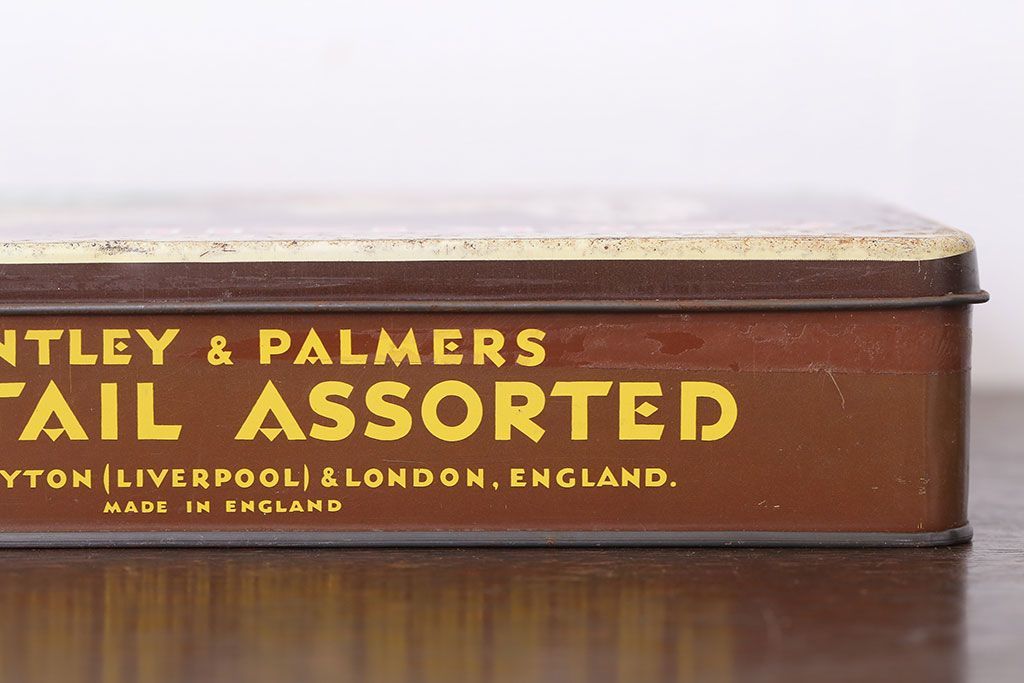 NTLEY & PALMERS
TAIL ASSORTED
YTON (LIVERPOOL) & LONDON, ENGLAND.
MADE IN ENGLAND